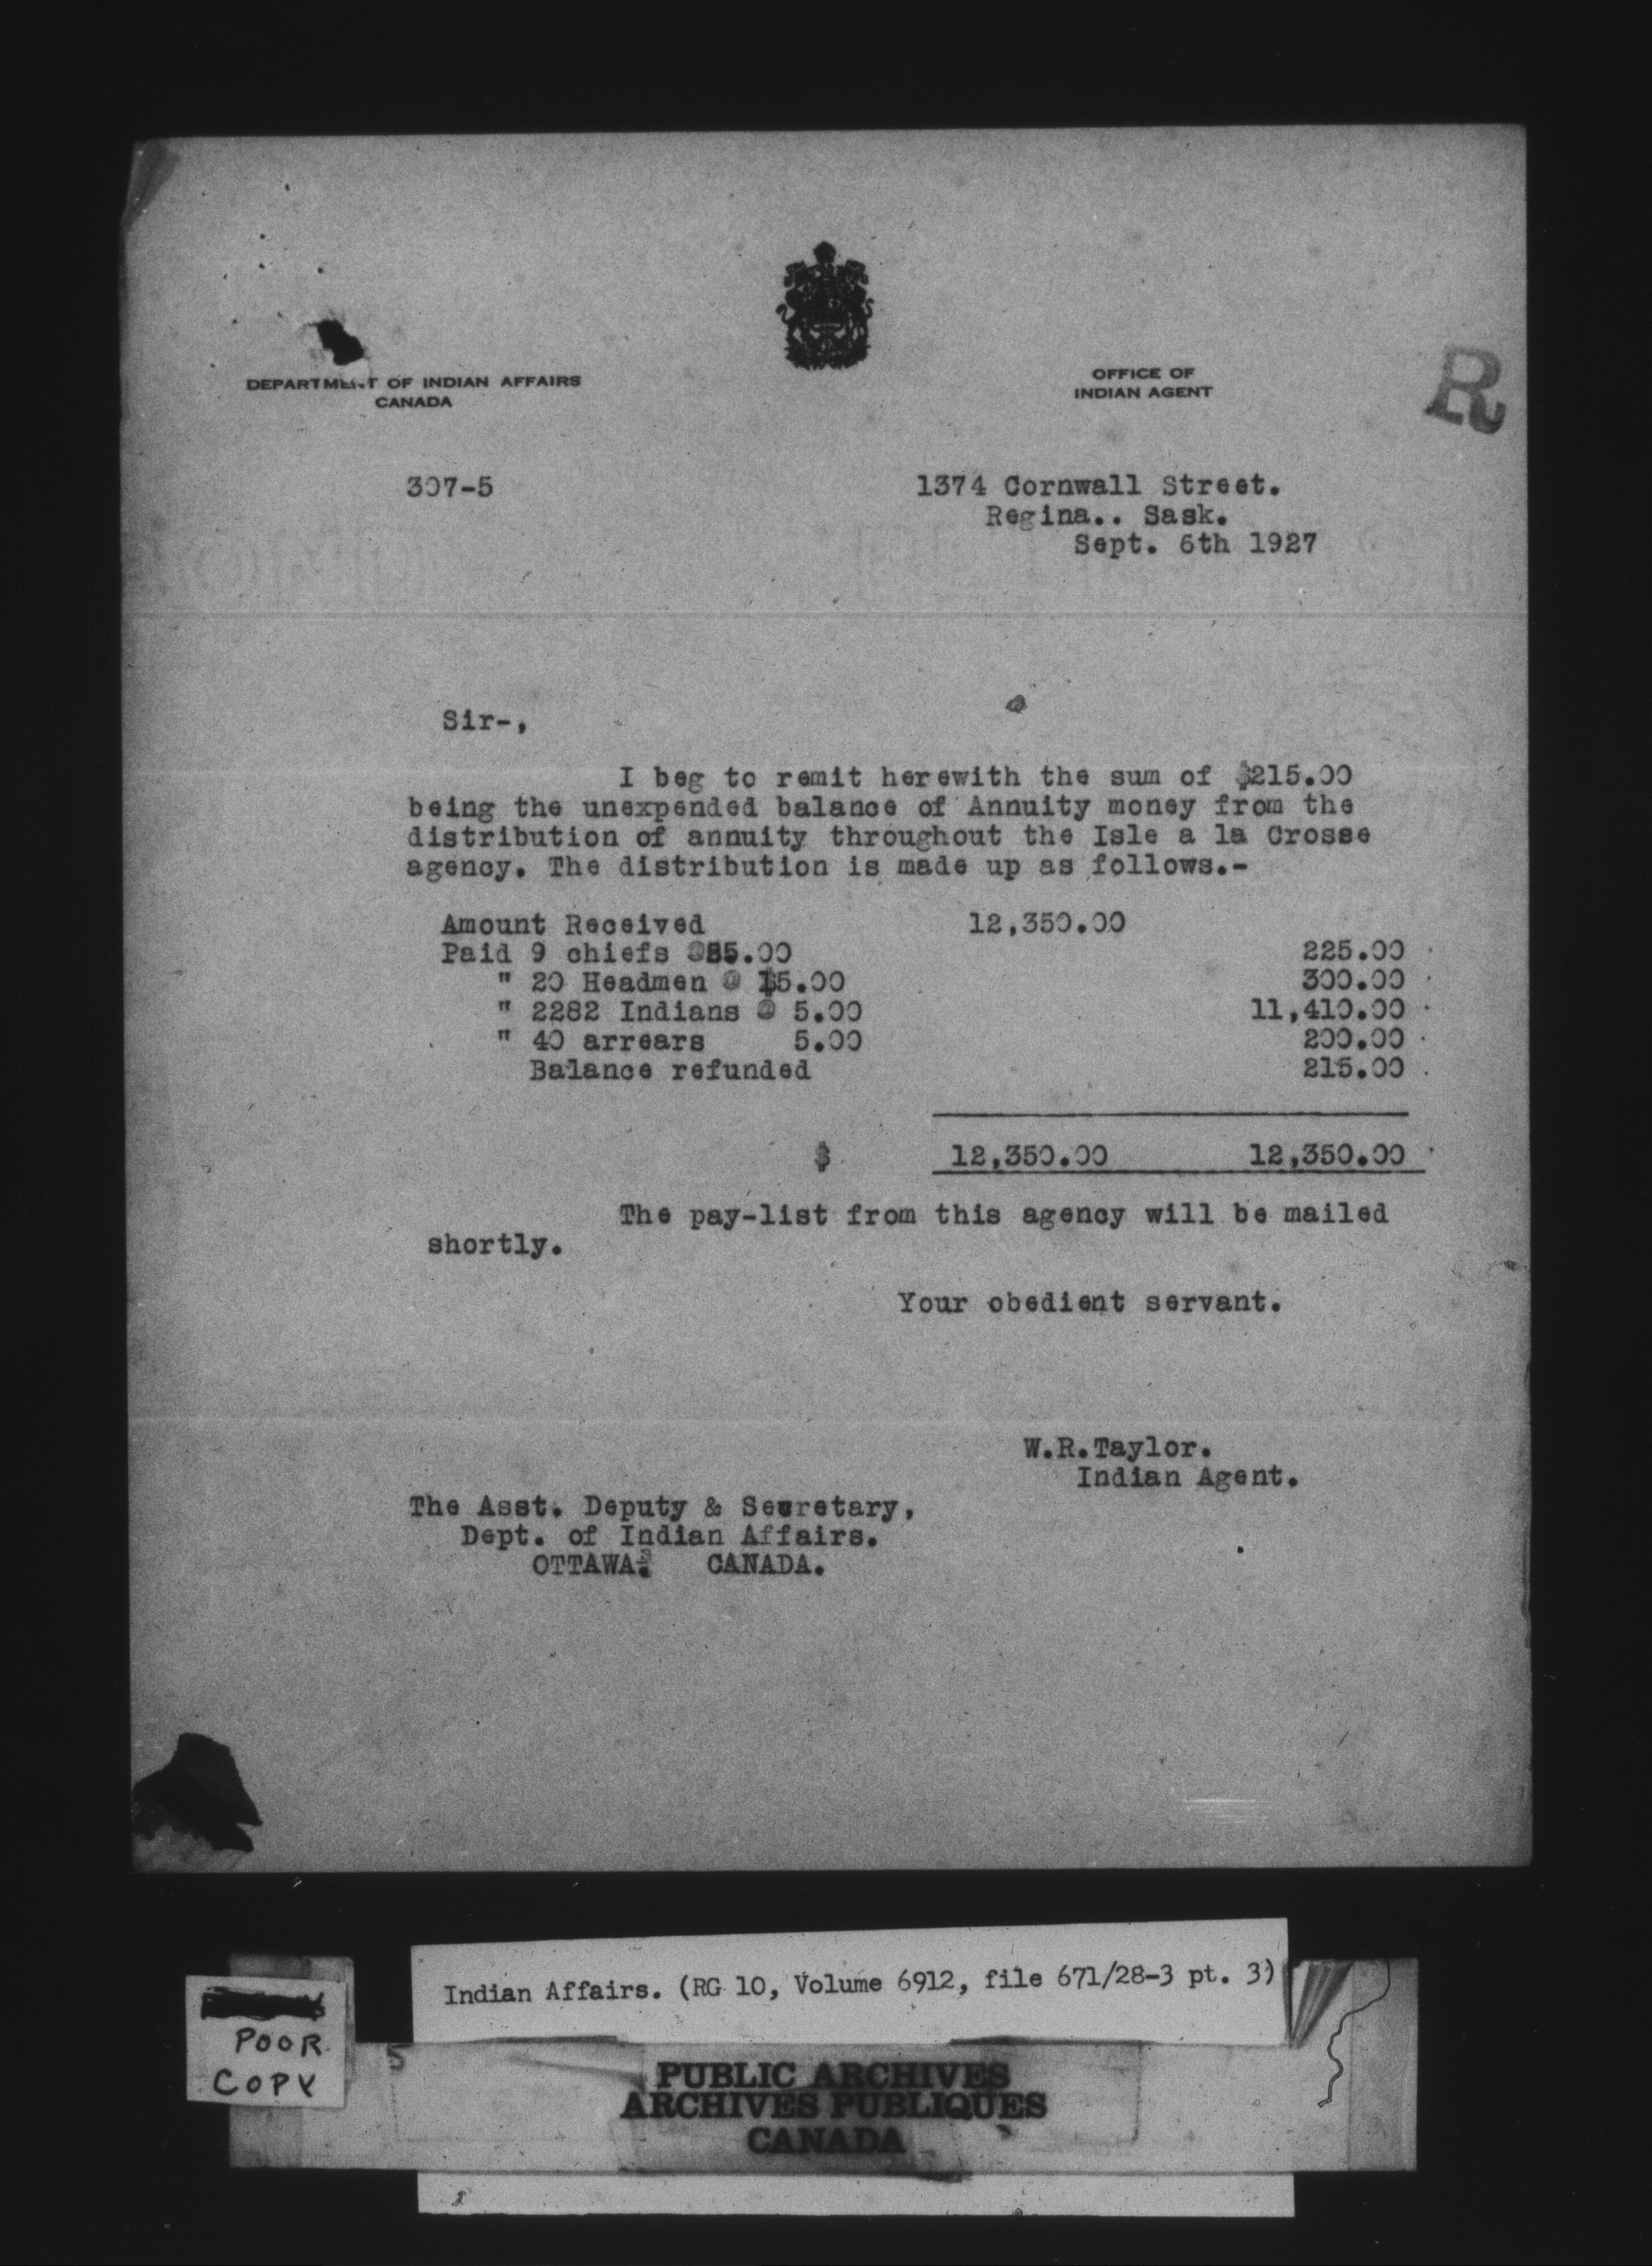 DEPARTMENT OF INDIAN AFFAIRS
CANADA
OFFICE OF
INDIAN AGENT
R
307-5
1374 Cornwall Street.
Regina.. Sask.
Sept. 6th 1927
Sir-,
I beg to remit herewith the sum of $215.00
being the unexpended balance of Annuity money from the
distribution of annuity throughout the Isle a la Crosse
agency. The distribution is made up as follows.-
Amount Received 12,350.00
Paid 9 chiefs @25.00 225.00
" 20 Headmen @ 15.00 300.00
" 2282 Indians @ 5.00 11,410.00
" 40 arrears 5.00 200.00
Balance refunded 215.00
$ 12,350.00 12,350.00
The pay-list from this agency will be mailed
shortly.
Your obedient servant.
W.R.Taylor.
Indian Agent.
The Asst. Deputy & Secretary,
Dept. of Indian Affairs.
OTTAWA. CANADA.
Indian Affairs. (RG 10, Volume 6912, file 671/28-3 pt. 3)
POOR
COPY
5
PUBLIC ARCHIVES
ARCHIVES PUBLIQUES
CANADA